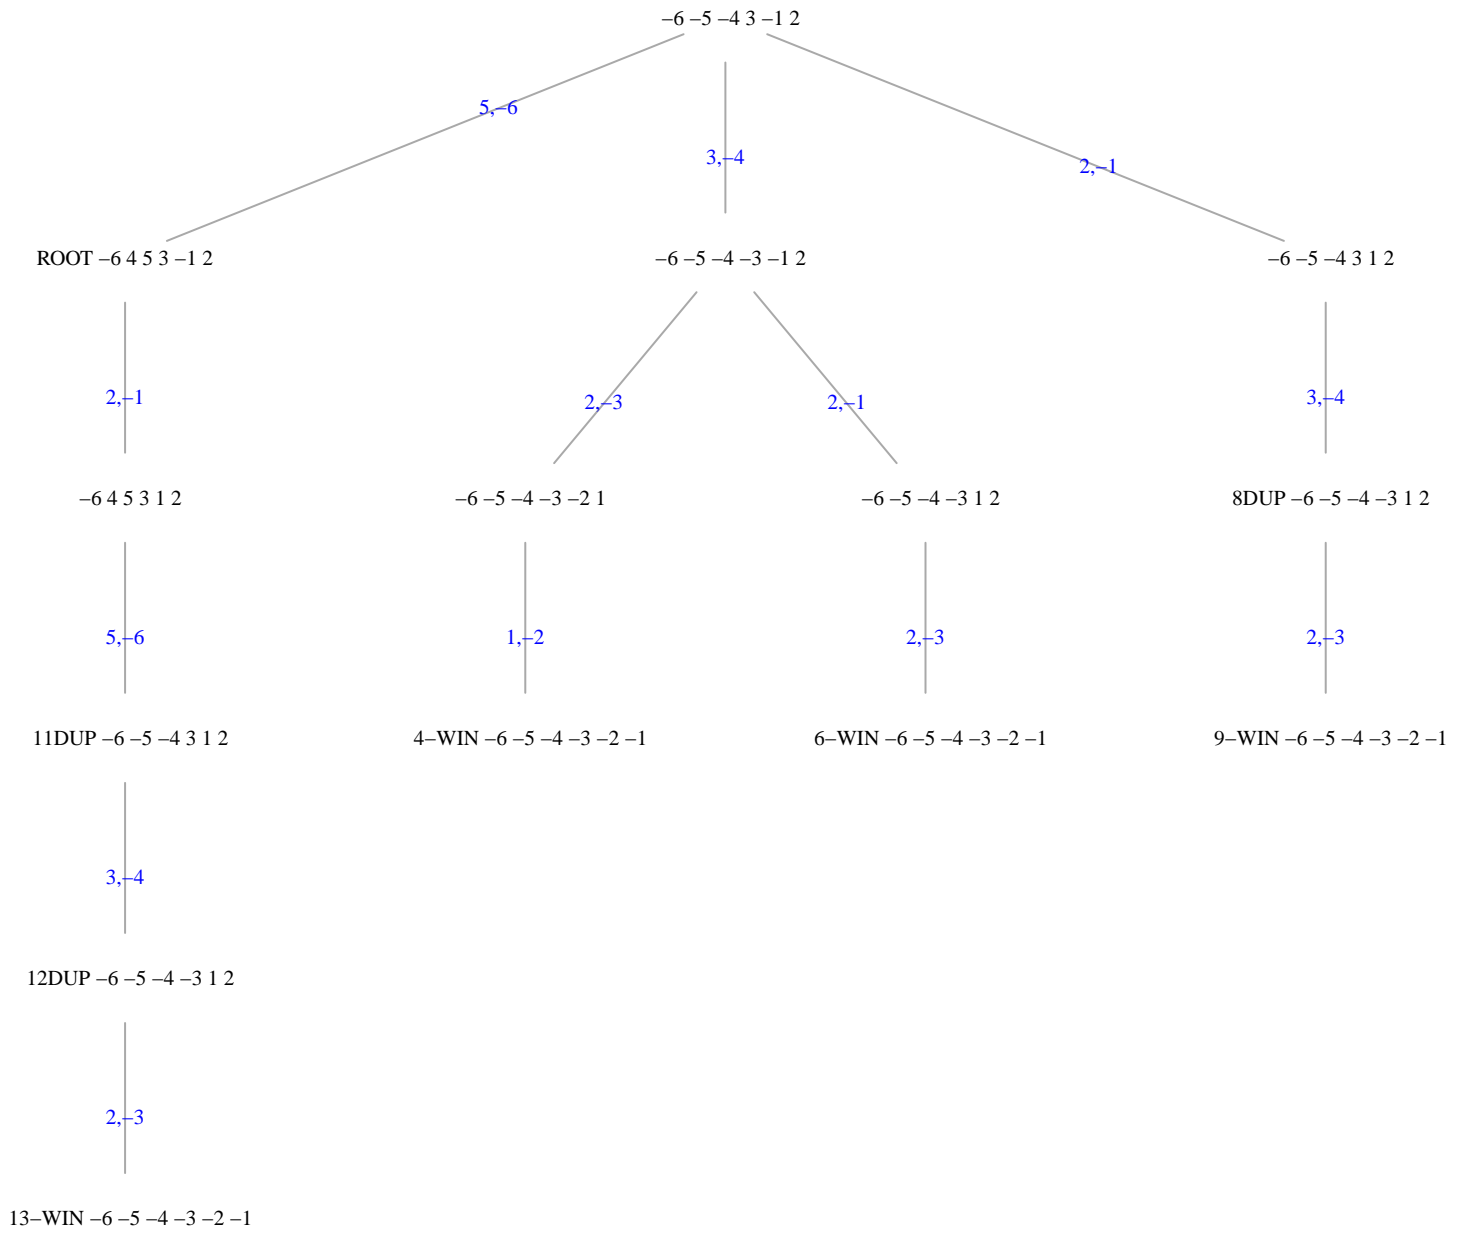 –6 –5 –4 3 –1 2
5,–6
3,–4
2,–1
ROOT –6 4 5 3 –1 2
–6 –5 –4 –3 –1 2
–6 –5 –4 3 1 2
2,–1
2,–3
2,–1
3,–4
–6 4 5 3 1 2
–6 –5 –4 –3 –2 1
–6 –5 –4 –3 1 2
8DUP –6 –5 –4 –3 1 2
5,–6
1,–2
2,–3
2,–3
11DUP –6 –5 –4 3 1 2
4–WIN –6 –5 –4 –3 –2 –1
6–WIN –6 –5 –4 –3 –2 –1
9–WIN –6 –5 –4 –3 –2 –1
3,–4
12DUP –6 –5 –4 –3 1 2
2,–3
13–WIN –6 –5 –4 –3 –2 –1